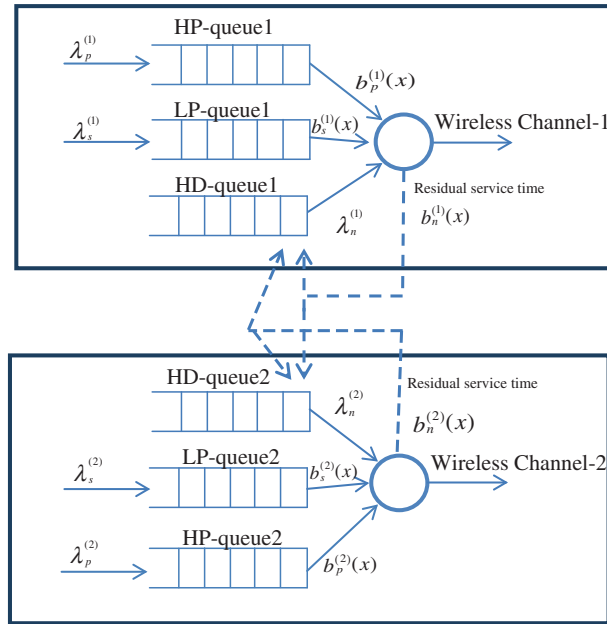 HP-queue1
λ_p^(1)
b_p^(1)(x)
LP-queue1
λ_s^(1)
b_s^(1)(x)
Wireless Channel-1
HD-queue1
λ_n^(1)
Residual service time
b_n^(1)(x)
HD-queue2
λ_n^(2)
Residual service time
b_n^(2)(x)
LP-queue2
λ_s^(2)
b_s^(2)(x)
Wireless Channel-2
HP-queue2
λ_p^(2)
b_p^(2)(x)